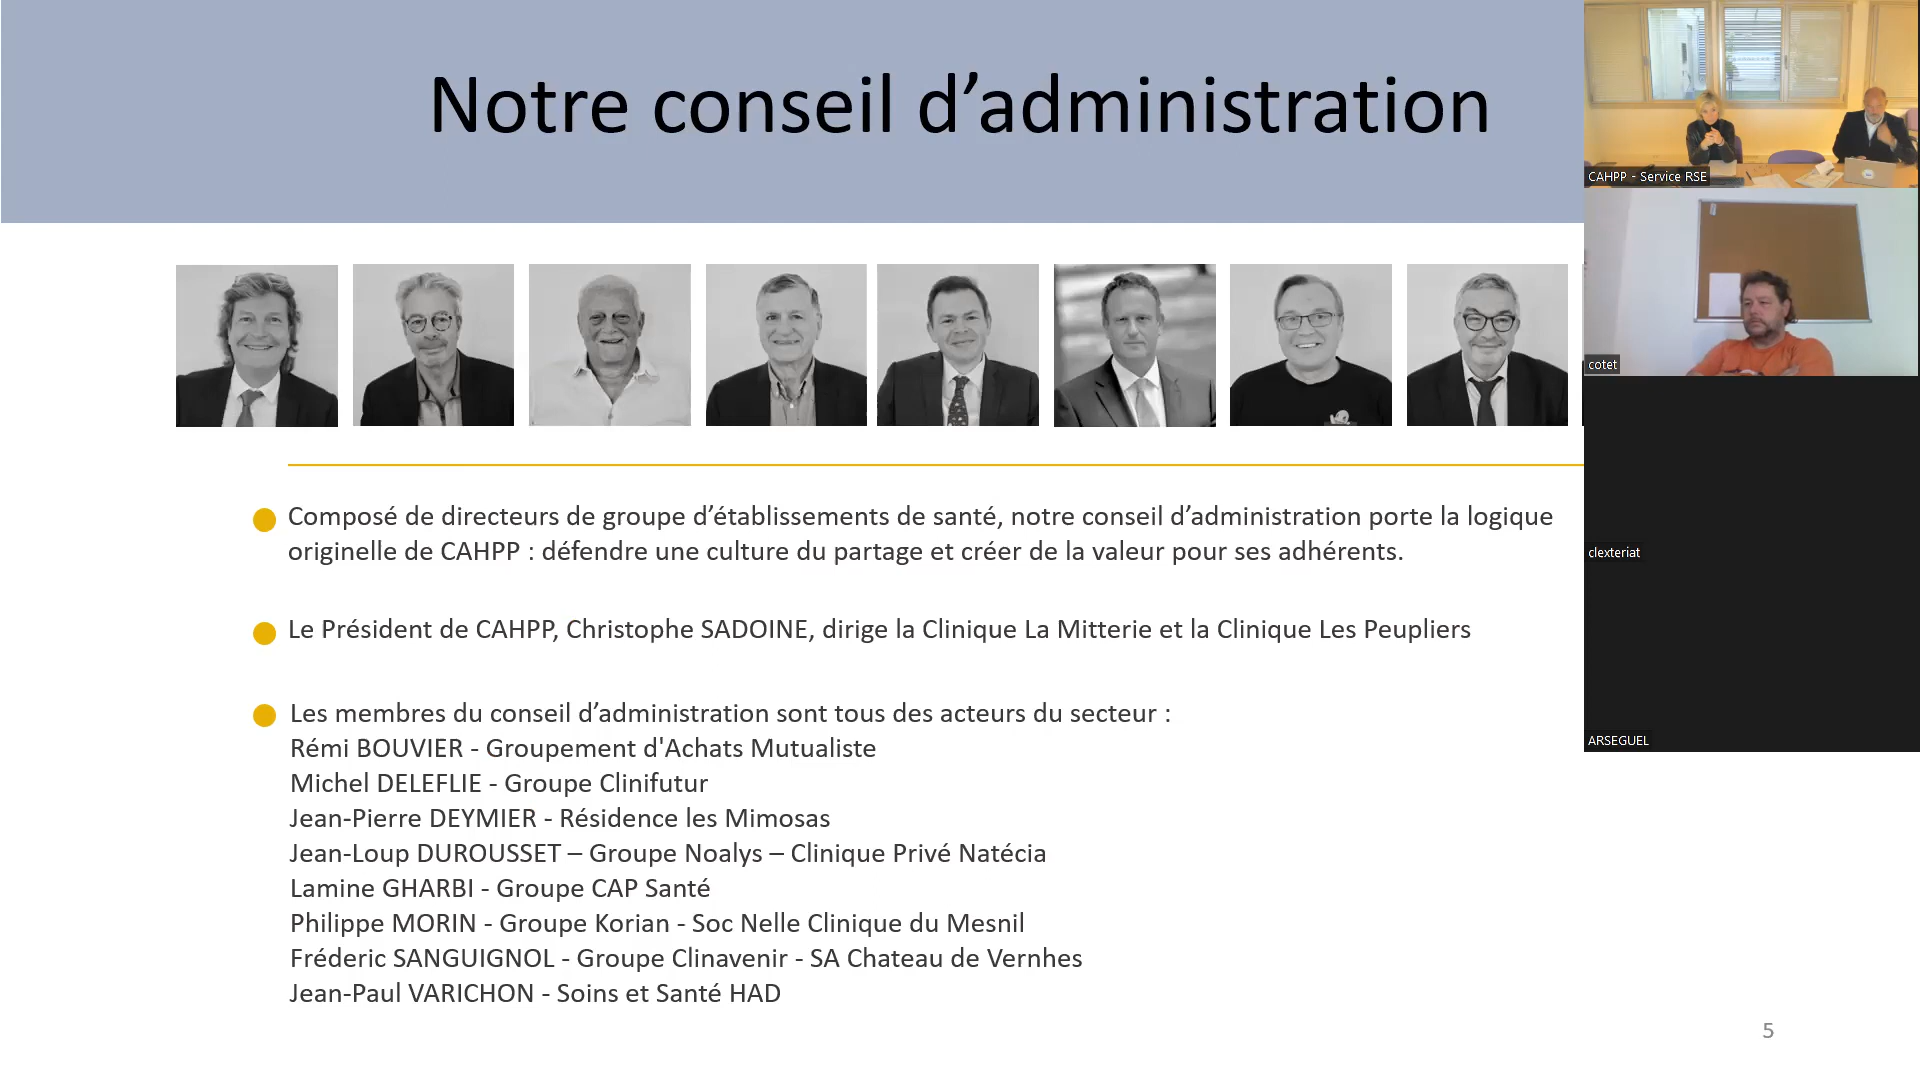 Notre conseil d’administration
CAHPP - Service RSE
cotet
clexteriat
ARSEGUEL
Composé de directeurs de groupe d’établissements de santé, notre conseil d’administration porte la logique
originelle de CAHPP : défendre une culture du partage et créer de la valeur pour ses adhérents.
Le Président de CAHPP, Christophe SADOINE, dirige la Clinique La Mitterie et la Clinique Les Peupliers
Les membres du conseil d’administration sont tous des acteurs du secteur :
Rémi BOUVIER - Groupement d'Achats Mutualiste
Michel DELEFLIE - Groupe Clinifutur
Jean-Pierre DEYMIER - Résidence les Mimosas
Jean-Loup DUROUSSET – Groupe Noalys – Clinique Privé Natécia
Lamine GHARBI - Groupe CAP Santé
Philippe MORIN - Groupe Korian - Soc Nelle Clinique du Mesnil
Fréderic SANGUIGNOL - Groupe Clinavenir - SA Chateau de Vernhes
Jean-Paul VARICHON - Soins et Santé HAD
5